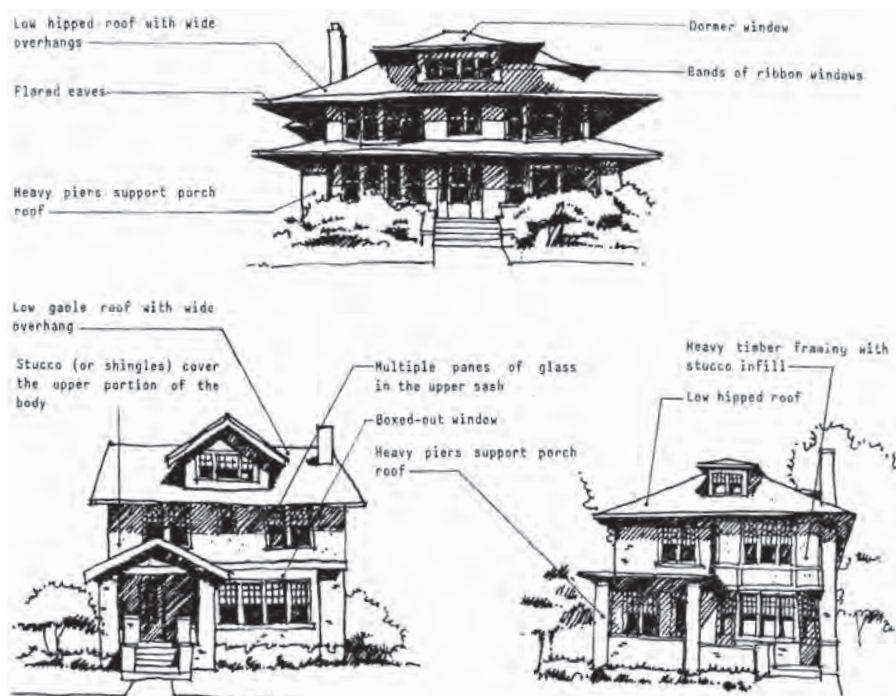 Low hipped roof with wide
overhangs
Flared eaves
Heavy piers support porch
roof
Dormer window
Bands of ribbon windows
Low gable roof with wide
overhang
Stucco (or shingles) cover
the upper portion of the
body
Multiple panes of glass
in the upper sash
Boxed-out window
Heavy piers support porch
roof
Heavy timber framing with
stucco infill
Low hipped roof